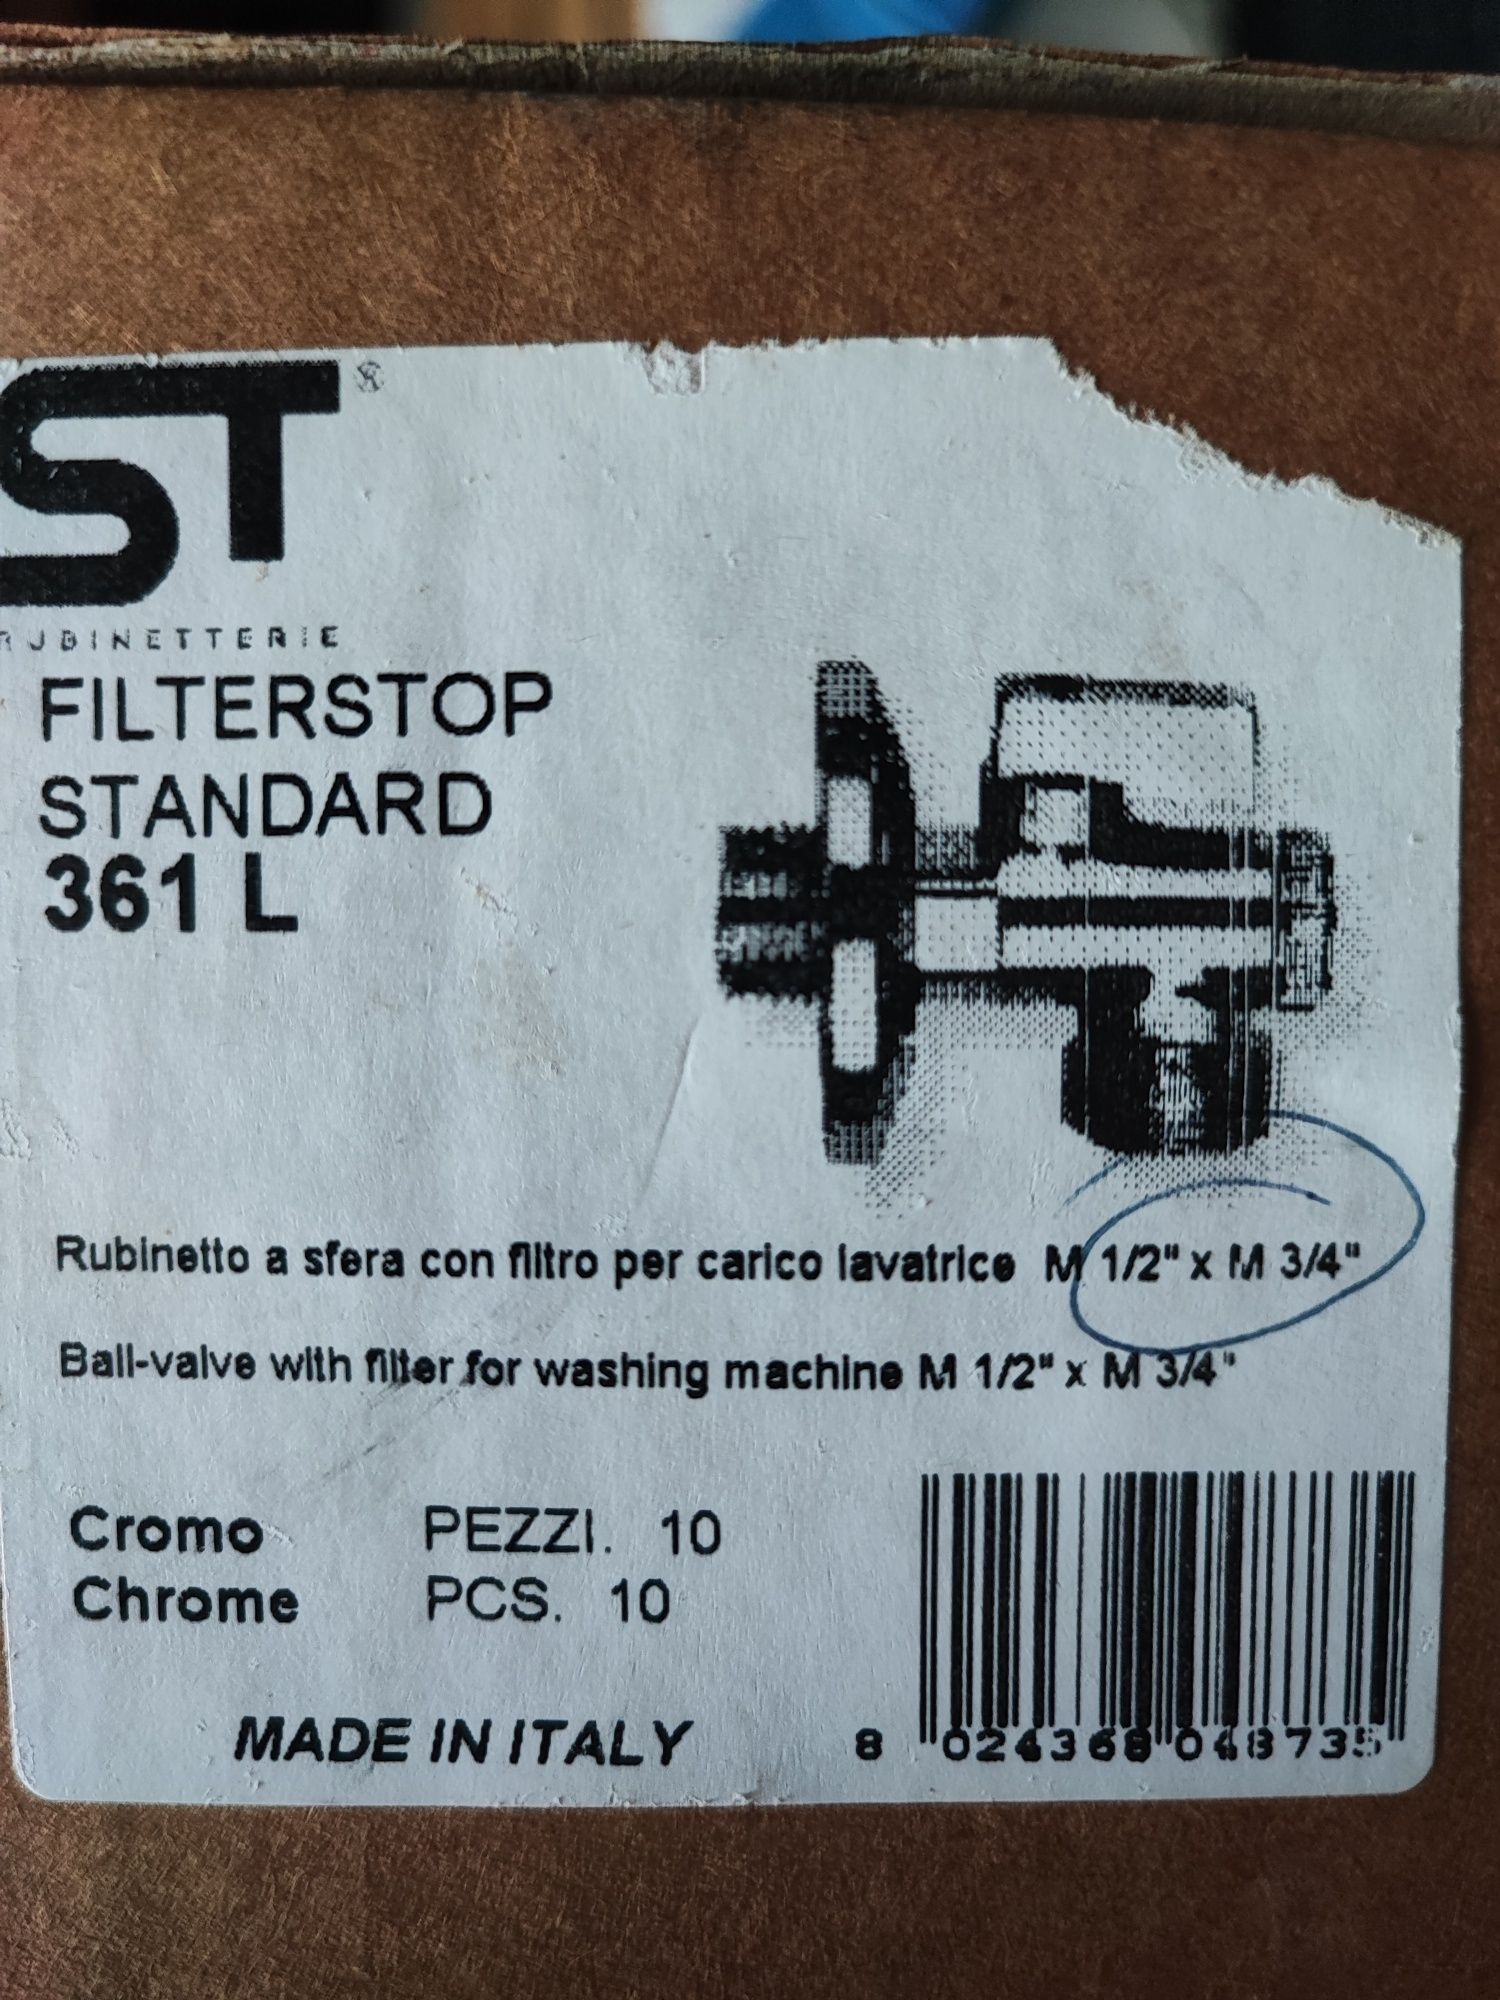 ST®
RUBINETTERIE
FILTERSTOP
STANDARD
361 L
Rubinetto a sfera con filtro per carico lavatrice M 1/2" x M 3/4"
Ball-valve with filter for washing machine M 1/2" x M 3/4"
Cromo PEZZI. 10
Chrome PCS. 10
MADE IN ITALY
8 024368 048735